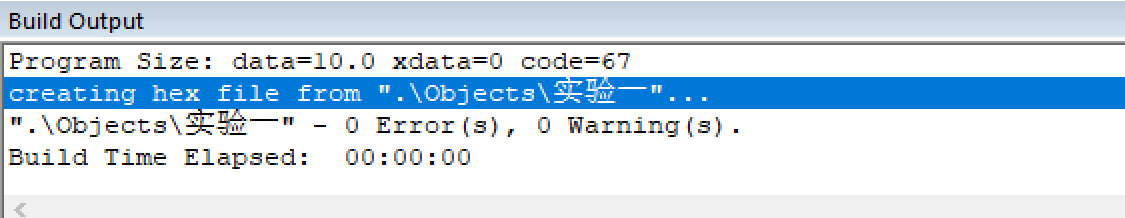 Build Output
Program Size: data=10.0 xdata=0 code=67
creating hex file from ".\Objects\实验一"...
".\Objects\实验一" - 0 Error(s), 0 Warning(s).
Build Time Elapsed:  00:00:00